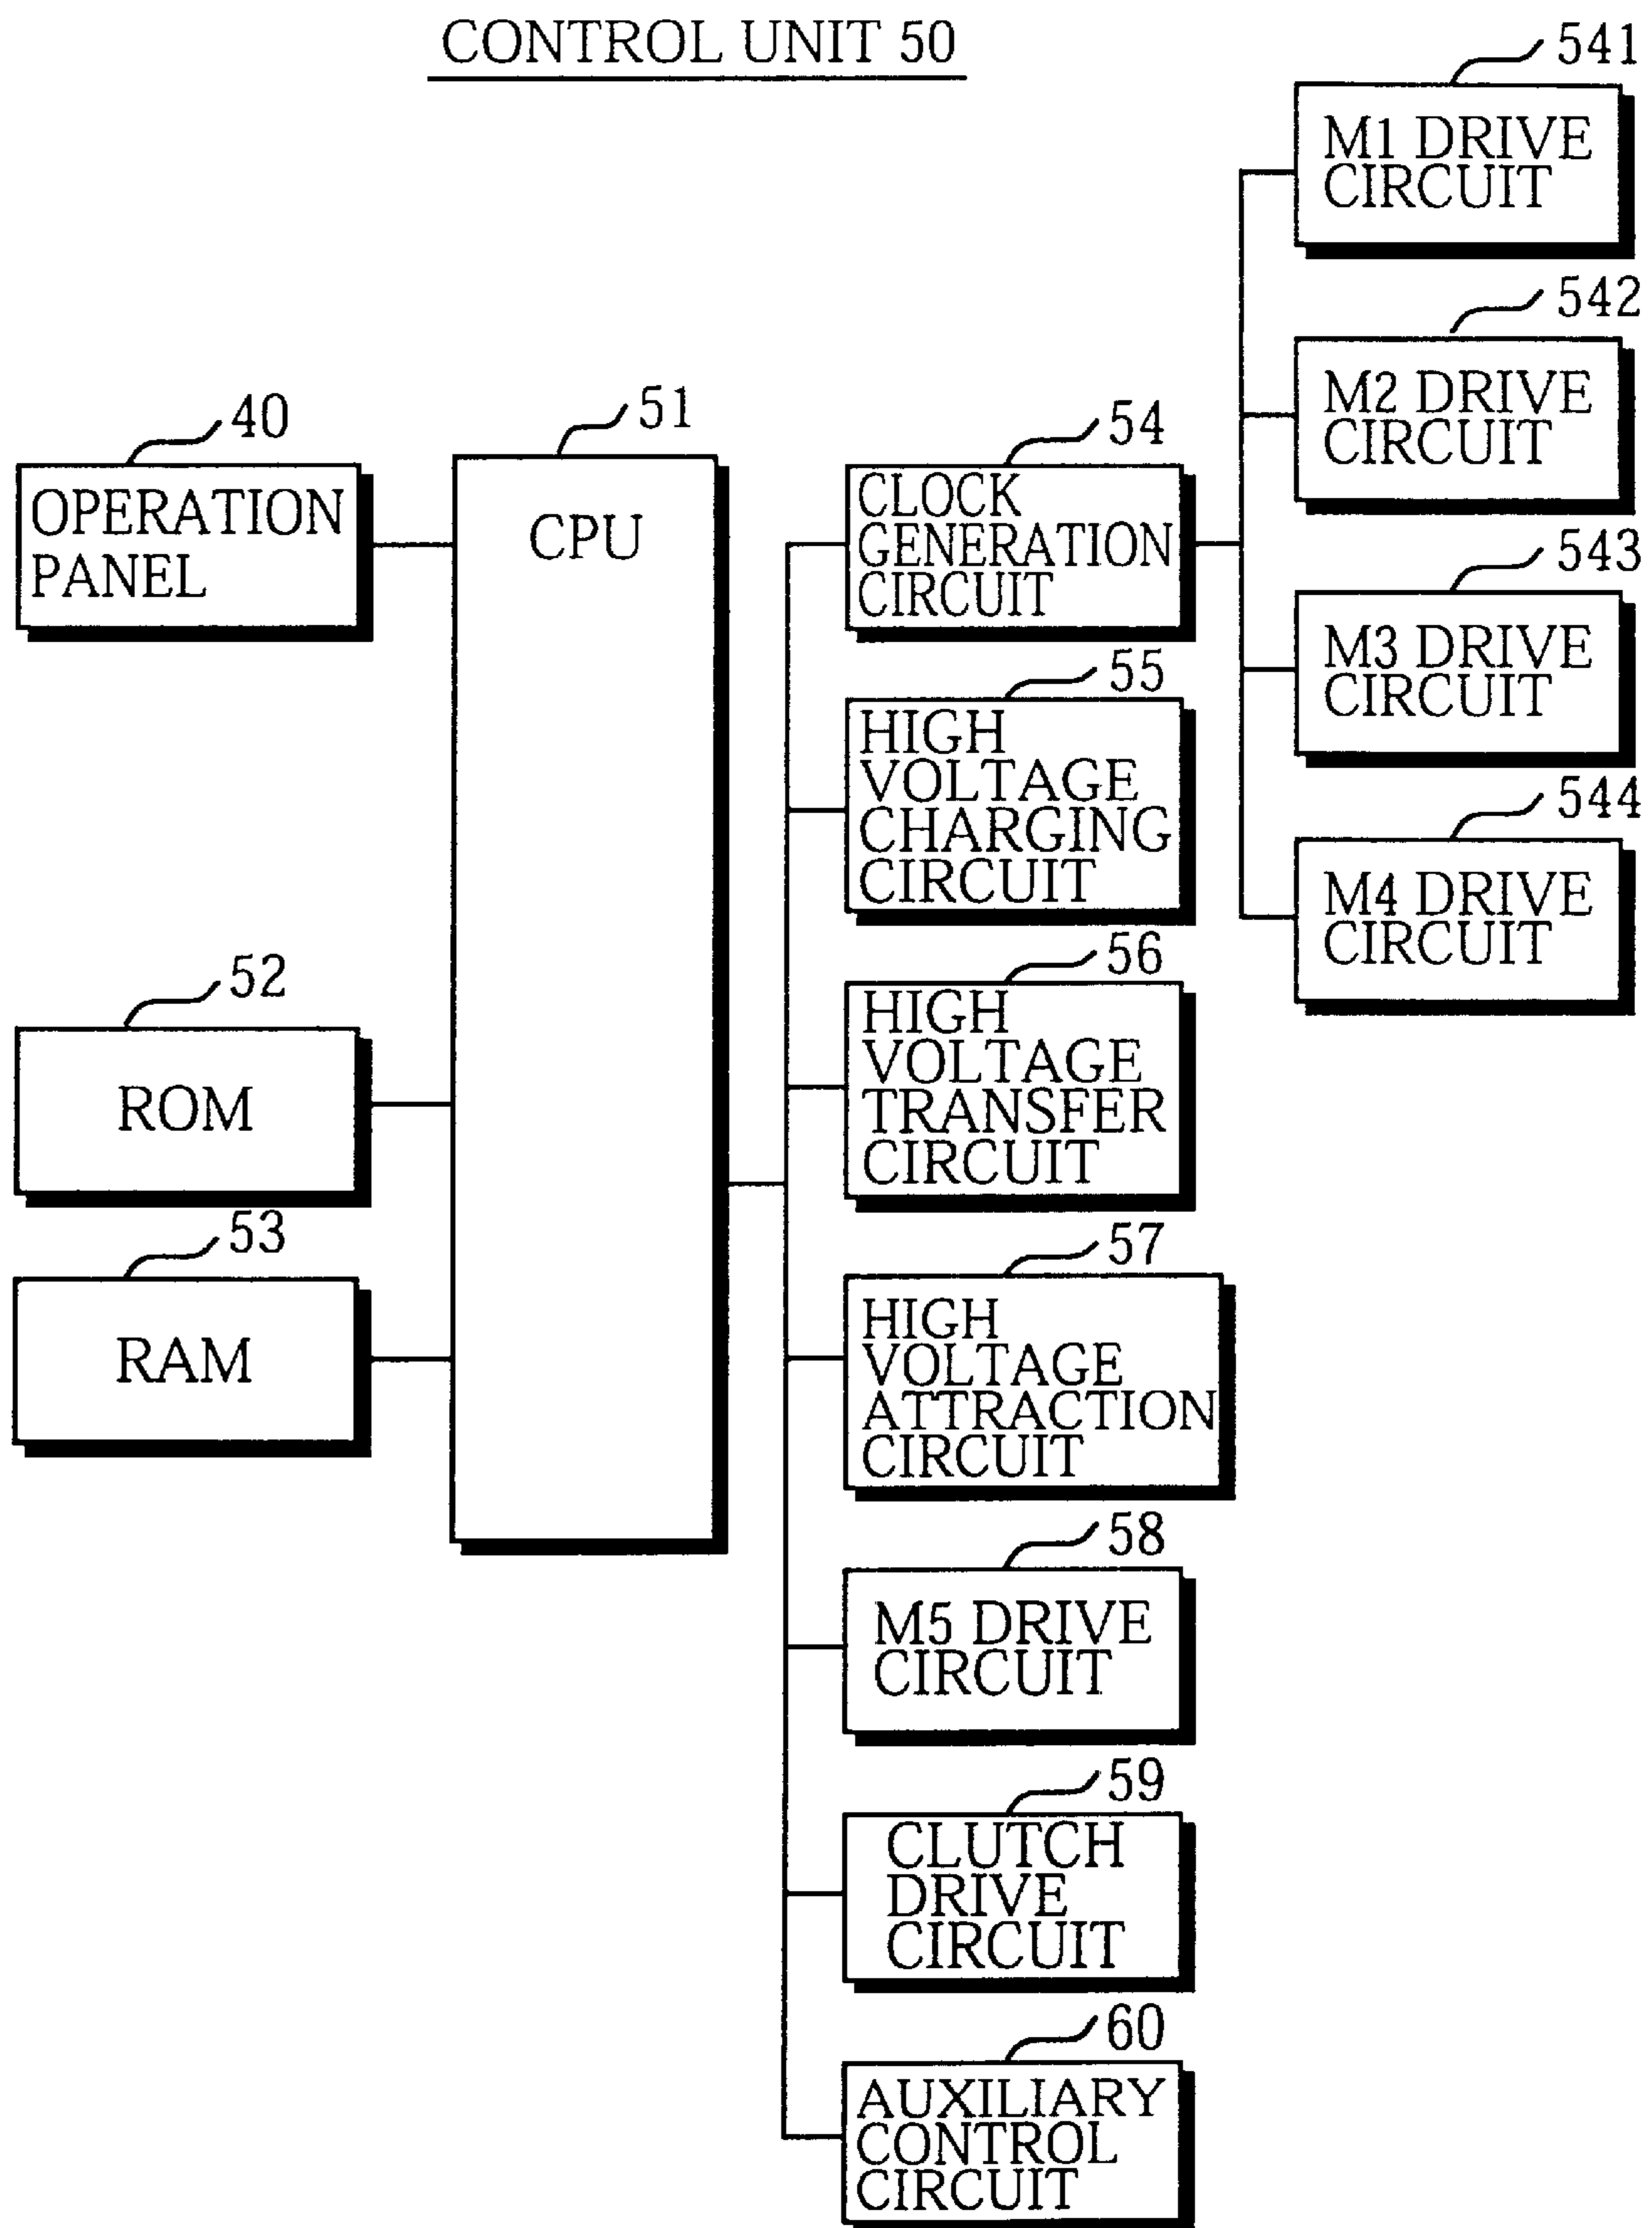 CONTROL UNIT 50
541
M1 DRIVE
CIRCUIT
542
M2 DRIVE
CIRCUIT
543
M3 DRIVE
CIRCUIT
544
M4 DRIVE
CIRCUIT
40
OPERATION
PANEL
51
CPU
52
ROM
53
RAM
54
CLOCK
GENERATION
CIRCUIT
55
HIGH
VOLTAGE
CHARGING
CIRCUIT
56
HIGH
VOLTAGE
TRANSFER
CIRCUIT
57
HIGH
VOLTAGE
ATTRACTION
CIRCUIT
58
M5 DRIVE
CIRCUIT
59
CLUTCH
DRIVE
CIRCUIT
60
AUXILIARY
CONTROL
CIRCUIT